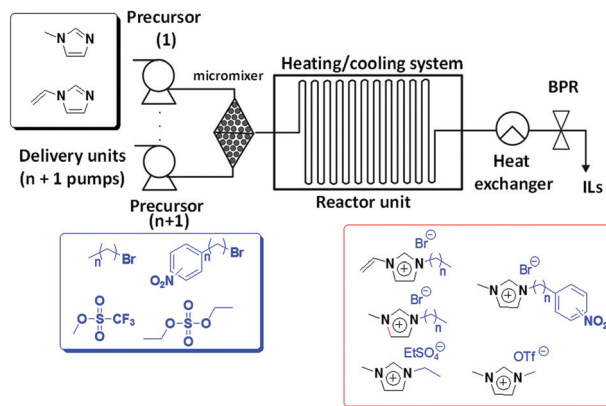 Precursor
(1)
N
N
N
N
micromixer
Heating/cooling system
BPR
Delivery units
(n + 1 pumps)
Precursor
(n+1)
Heat
exchanger
ILs
Reactor unit
n
Br
n
Br
NO₂
O
O
S
CF₃
O
O
O
S
O
O
Br⊖
N
N
n
Br⊖
N
N
n
Br⊖
N
N
n
NO₂
EtSO₄⊖
N
N
OTf⊖
N
N